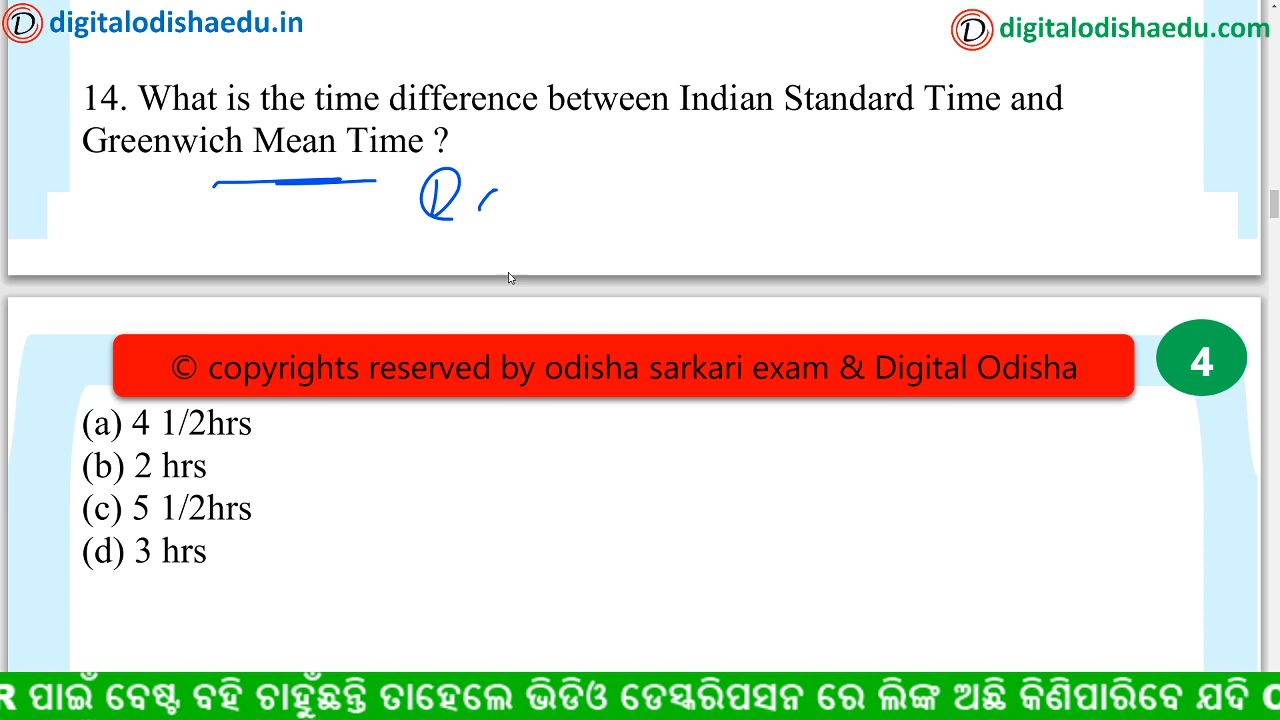 digitalodishaedu.in
digitalodishaedu.com
14. What is the time difference between Indian Standard Time and
Greenwich Mean Time ?
© copyrights reserved by odisha sarkari exam & Digital Odisha
4
(a) 4 1/2hrs
(b) 2 hrs
(c) 5 1/2hrs
(d) 3 hrs
R ପାଇଁ ବେଷ୍ଟ ବହି ଚାହୁଁଛନ୍ତି ତାହେଲେ ଭିଡିଓ ଡେସ୍କରିପସନ ରେ ଲିଙ୍କ ଅଛି କିଣିପାରିବେ ଯଦି